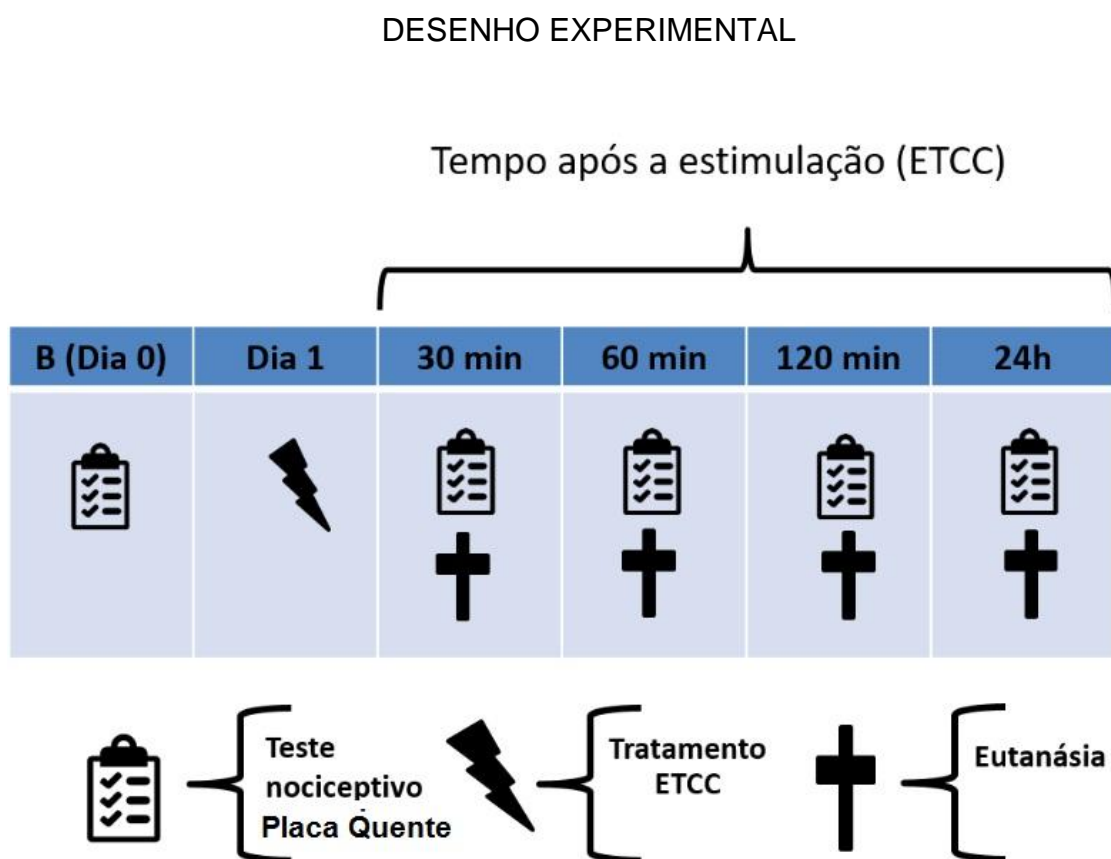 DESENHO EXPERIMENTAL
Tempo após a estimulação (ETCC)
B (Dia 0) Dia 1 30 min 60 min 120 min 24h
Teste
nociceptivo
Placa Quente
Tratamento
ETCC
Eutanásia